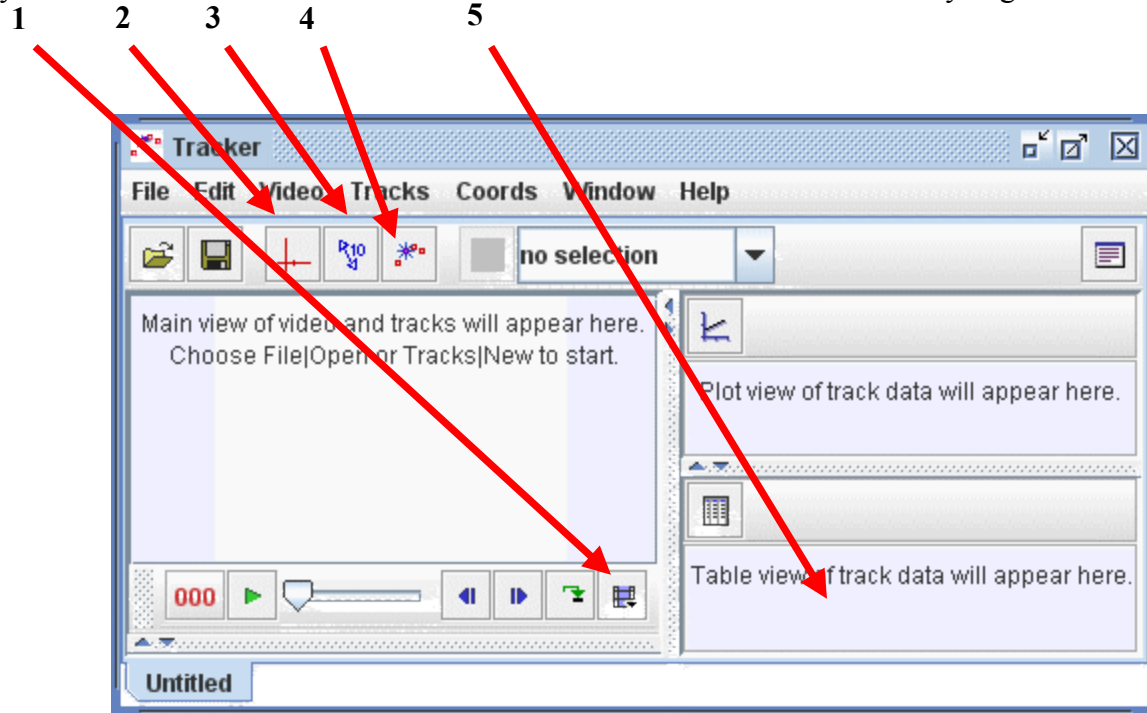 1 2 3 4 5
Tracker
File Edit Video Tracks Coords Window Help
10
no selection
Main view of video and tracks will appear here.
Choose File|Open or Tracks|New to start.
Plot view of track data will appear here.
Table view of track data will appear here.
000
Untitled